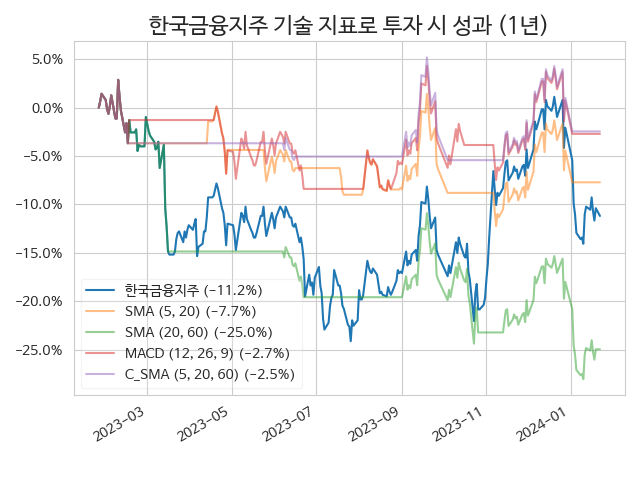 한국금융지주 기술 지표로 투자 시 성과 (1년)
5.0%
0.0%
−5.0%
−10.0%
−15.0%
−20.0%
−25.0%
한국금융지주 (−11.2%)
SMA (5, 20) (−7.7%)
SMA (20, 60) (−25.0%)
MACD (12, 26, 9) (−2.7%)
C_SMA (5, 20, 60) (−2.5%)
2023−03
2023−05
2023−07
2023−09
2023−11
2024−01